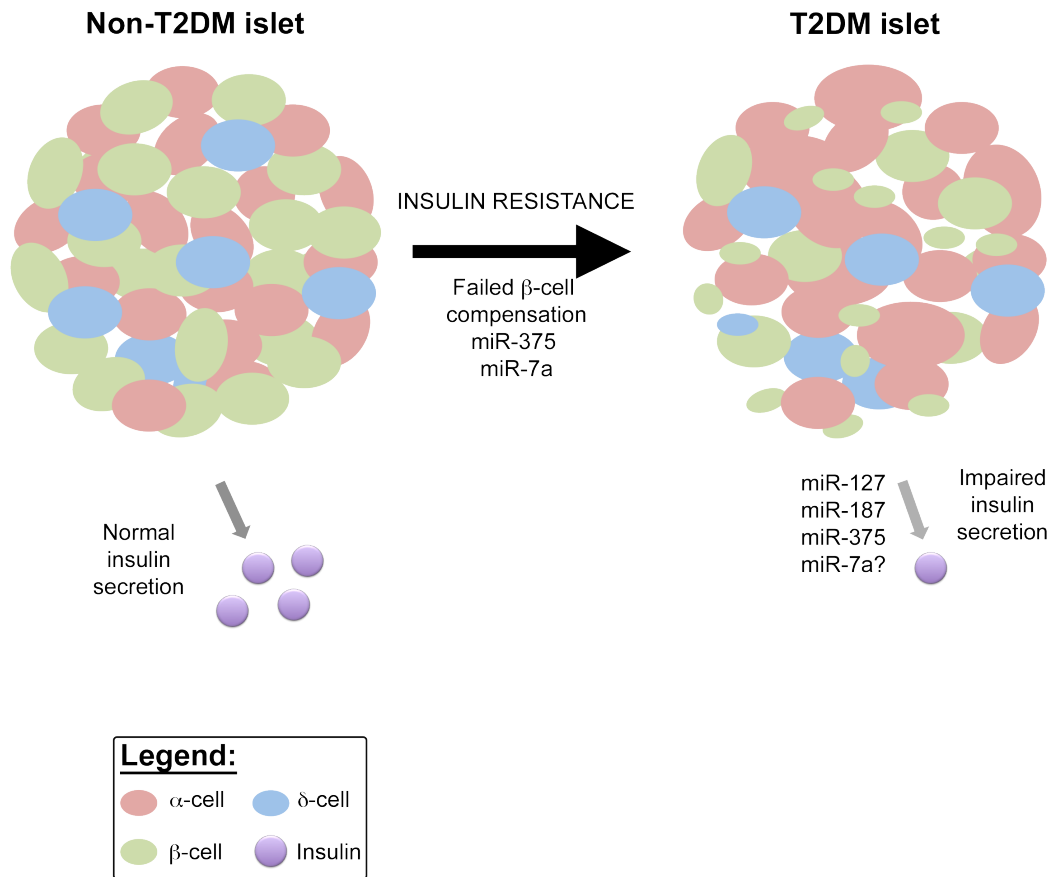 Non-T2DM islet
T2DM islet
INSULIN RESISTANCE
Failed β-cell
compensation
miR-375
miR-7a
Normal
insulin
secretion
miR-127
miR-187
miR-375
miR-7a?
Impaired
insulin
secretion
Legend:
α-cell
δ-cell
β-cell
Insulin